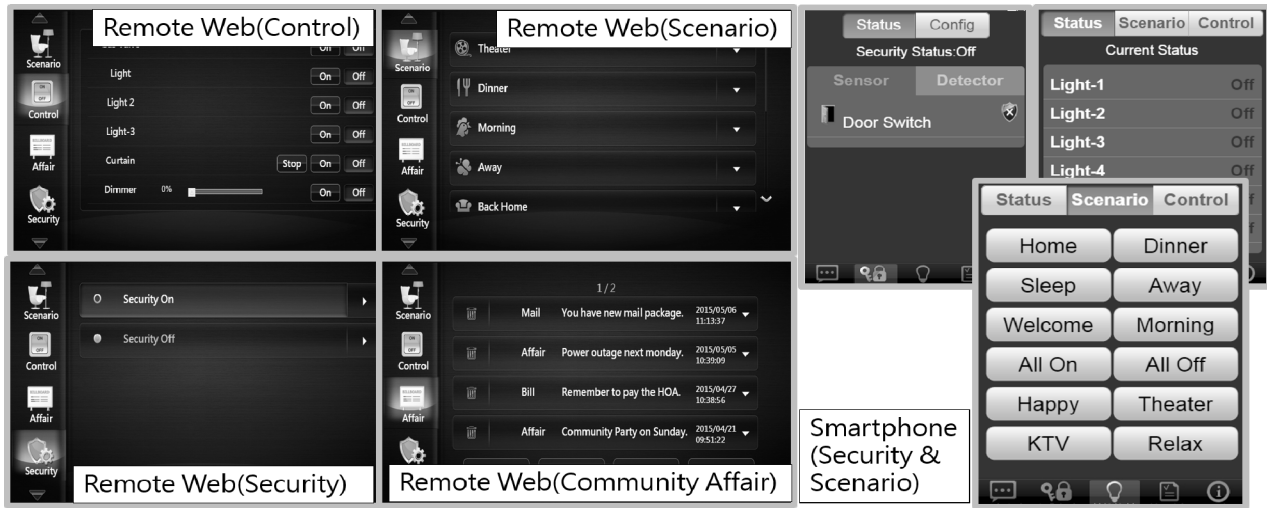 Remote Web(Control)
Scenario
Control
Affair
Security
On Off
Light On Off
Light 2 On Off
Light-3 On Off
Curtain Stop On Off
Dimmer 0% On Off
Remote Web(Scenario)
Scenario
Control
Affair
Security
Theater
Dinner
Morning
Away
Back Home
Status Config
Security Status:Off
Sensor Detector
Door Switch
Status Scenario Control
Current Status
Light-1 Off
Light-2 Off
Light-3 Off
Light-4
Status Scenario Control
Home Dinner
Sleep Away
Welcome Morning
All On All Off
Happy Theater
KTV Relax
Scenario
Control
Affair
Security
Security On
Security Off
Remote Web(Security)
Scenario
Control
Affair
1/2
Mail You have new mail package. 2015/05/06
11:13:37
Affair Power outage next monday. 2015/05/05
10:39:09
Bill Remember to pay the HOA. 2015/04/27
10:38:56
Affair Community Party on Sunday. 2015/04/21
09:51:22
Remote Web(Community Affair)
Smartphone
(Security &
Scenario)